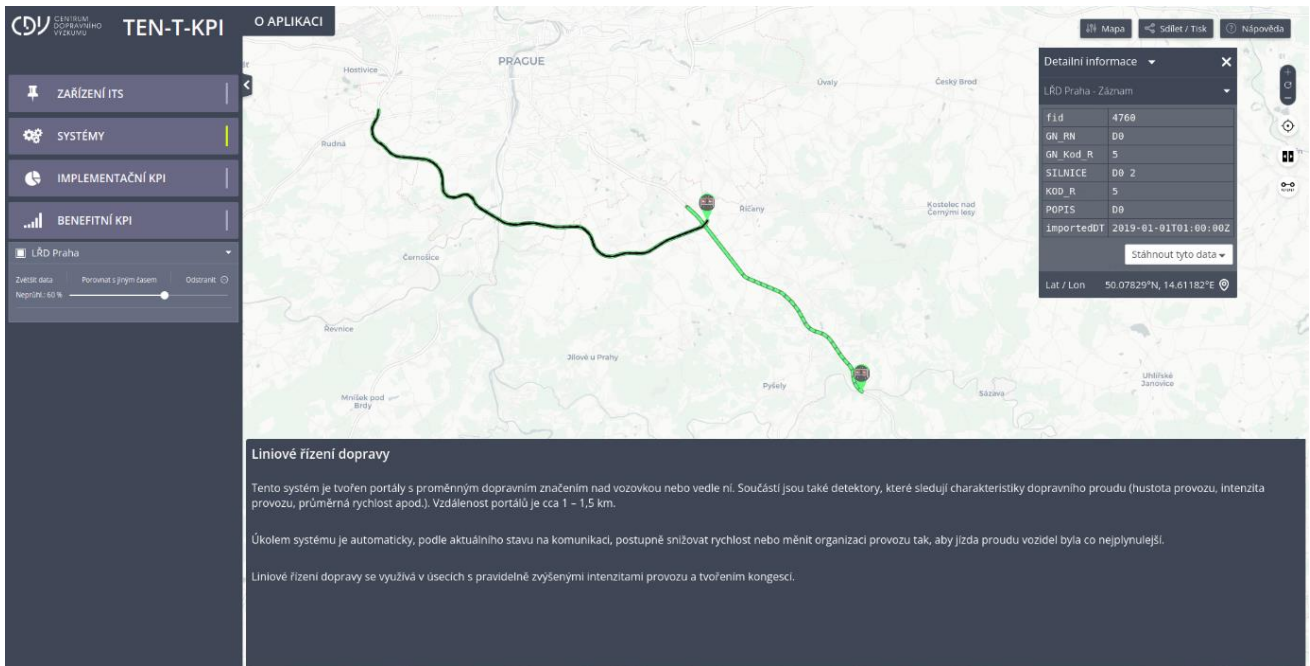 CDV CENTRUM DOPRAVNÍHO VÝZKUMU
TEN-T-KPI
O APLIKACI
ZAŘÍZENÍ ITS
SYSTÉMY
IMPLEMENTAČNÍ KPI
BENEFITNÍ KPI
LŘD Praha
Zvětšit data Porovnat s jiným časem Odstranit
Neprůhl.: 60 %
PRAGUE
Hostivice
Rudná
Úvaly
Český Brod
Říčany
Kostelec nad
Černými lesy
Černošice
Řevnice
Jílové u Prahy
Mníšek pod
Brdy
Pyšely
Sázava
Uhlířské
Janovice
Mapa
Sdílet / Tisk
Nápověda
Detailní informace
LŘD Praha - Záznam
fid 4760
GN_RN D0
GN_Kod_R 5
SILNICE D0 2
KOD_R 5
POPIS D0
importedDT 2019-01-01T01:00:00Z
Stáhnout tyto data
Lat / Lon 50.07829°N, 14.61182°E
Liniové řízení dopravy
Tento systém je tvořen portály s proměnným dopravním značením nad vozovkou nebo vedle ní. Součástí jsou také detektory, které sledují charakteristiky dopravního proudu (hustota provozu, intenzita
provozu, průměrná rychlost apod.). Vzdálenost portálů je cca 1 – 1,5 km.
Úkolem systému je automaticky, podle aktuálního stavu na komunikaci, postupně snižovat rychlost nebo měnit organizaci provozu tak, aby jízda proudu vozidel byla co nejplynulejší.
Liniové řízení dopravy se využívá v úsecích s pravidelně zvýšenými intenzitami provozu a tvořením kongescí.